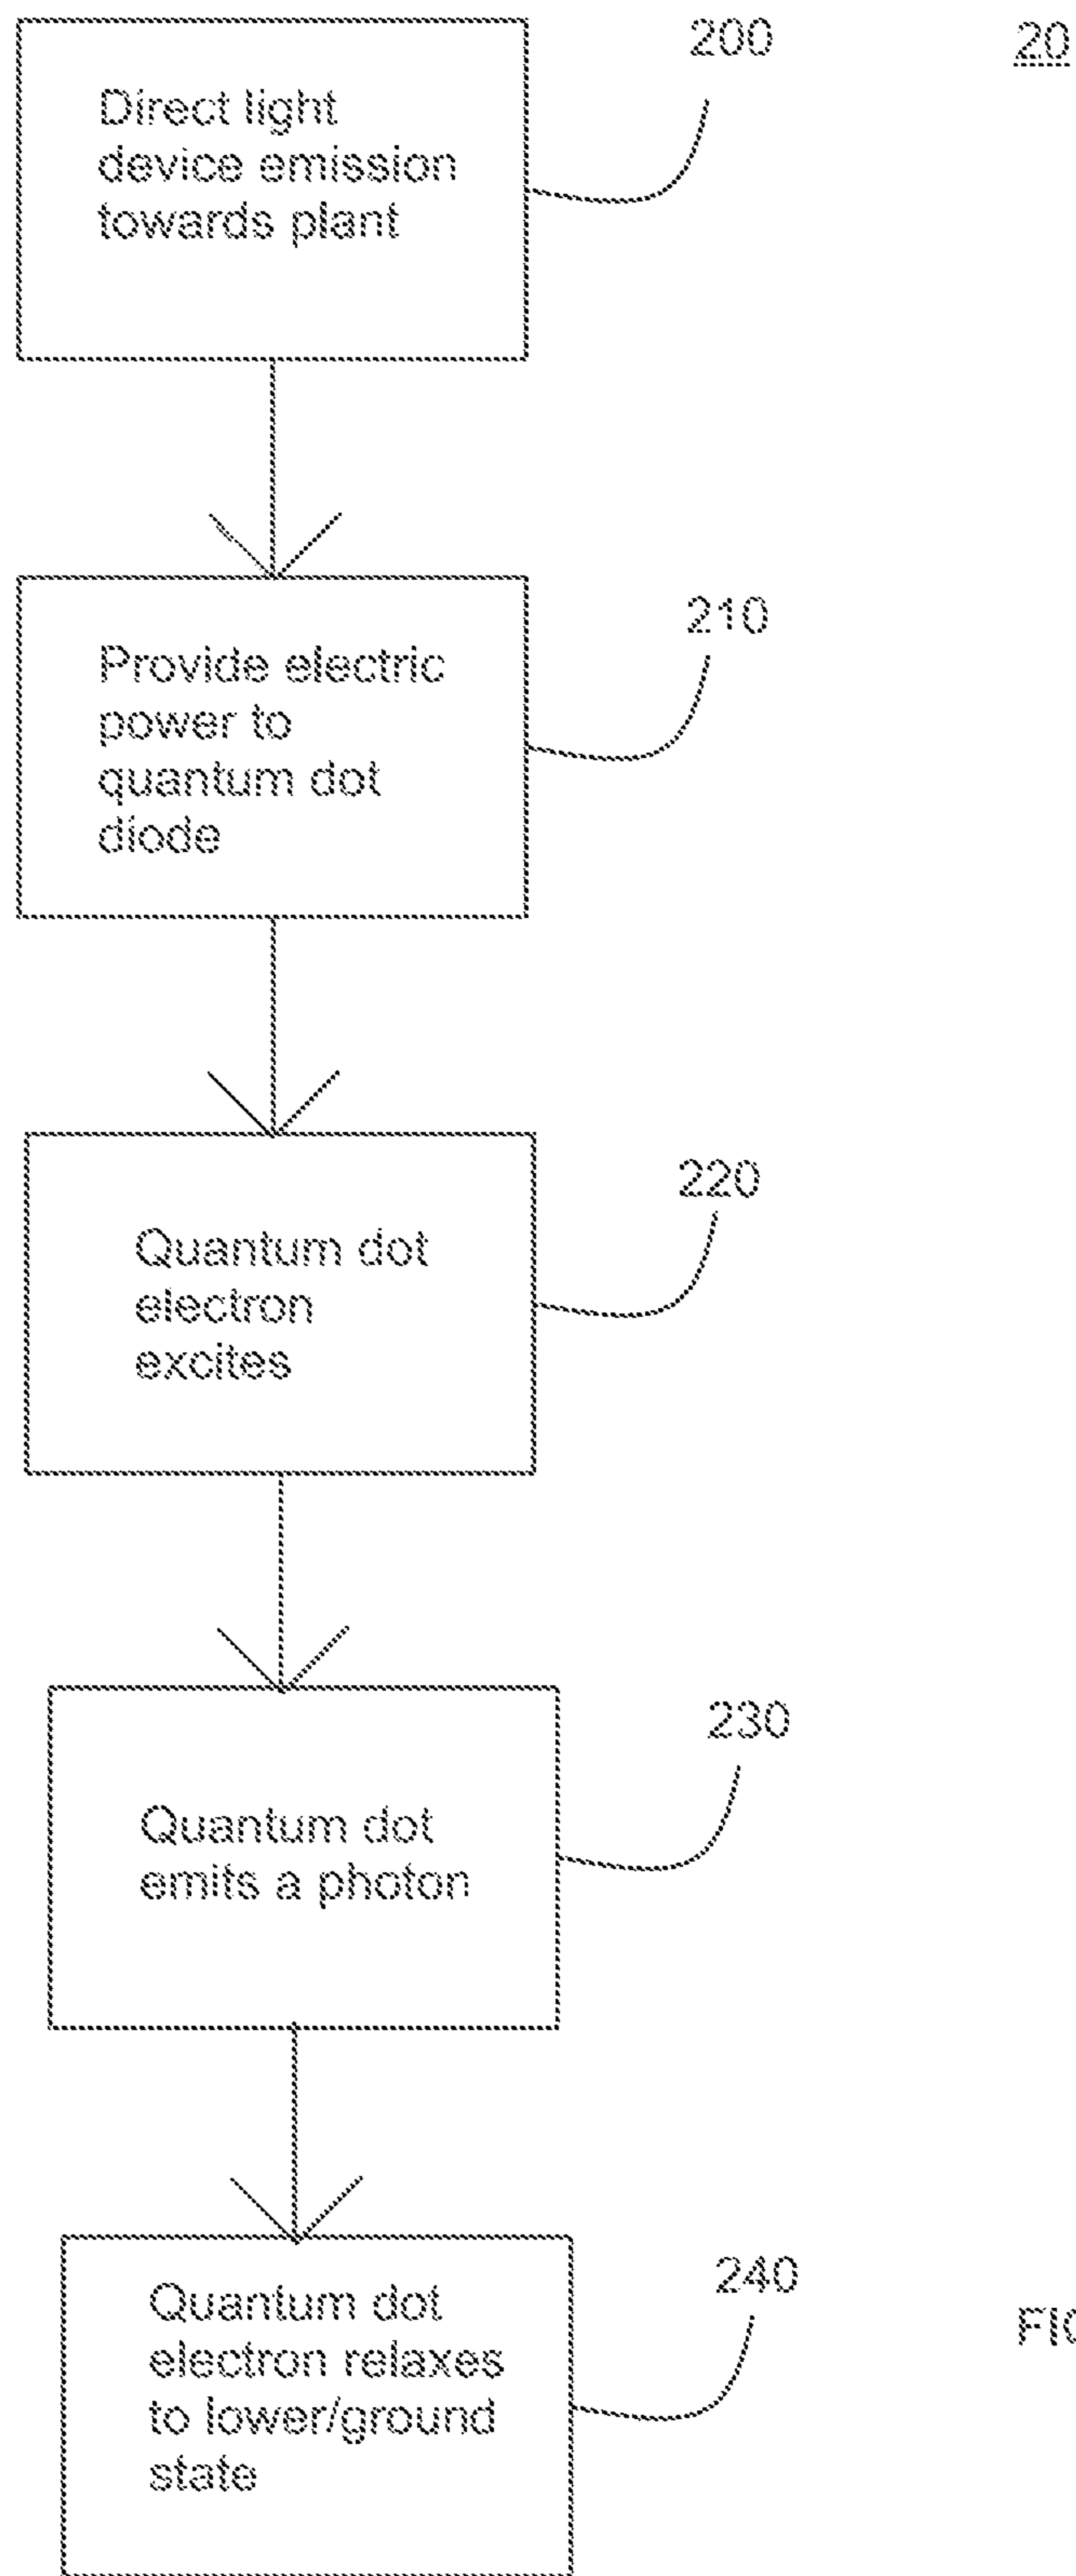 200
20
Direct light
device emission
towards plant
210
Provide electric
power to
quantum dot
diode
220
Quantum dot
electron
excites
230
Quantum dot
emits a photon
240
Quantum dot
electron relaxes
to lower/ground
state